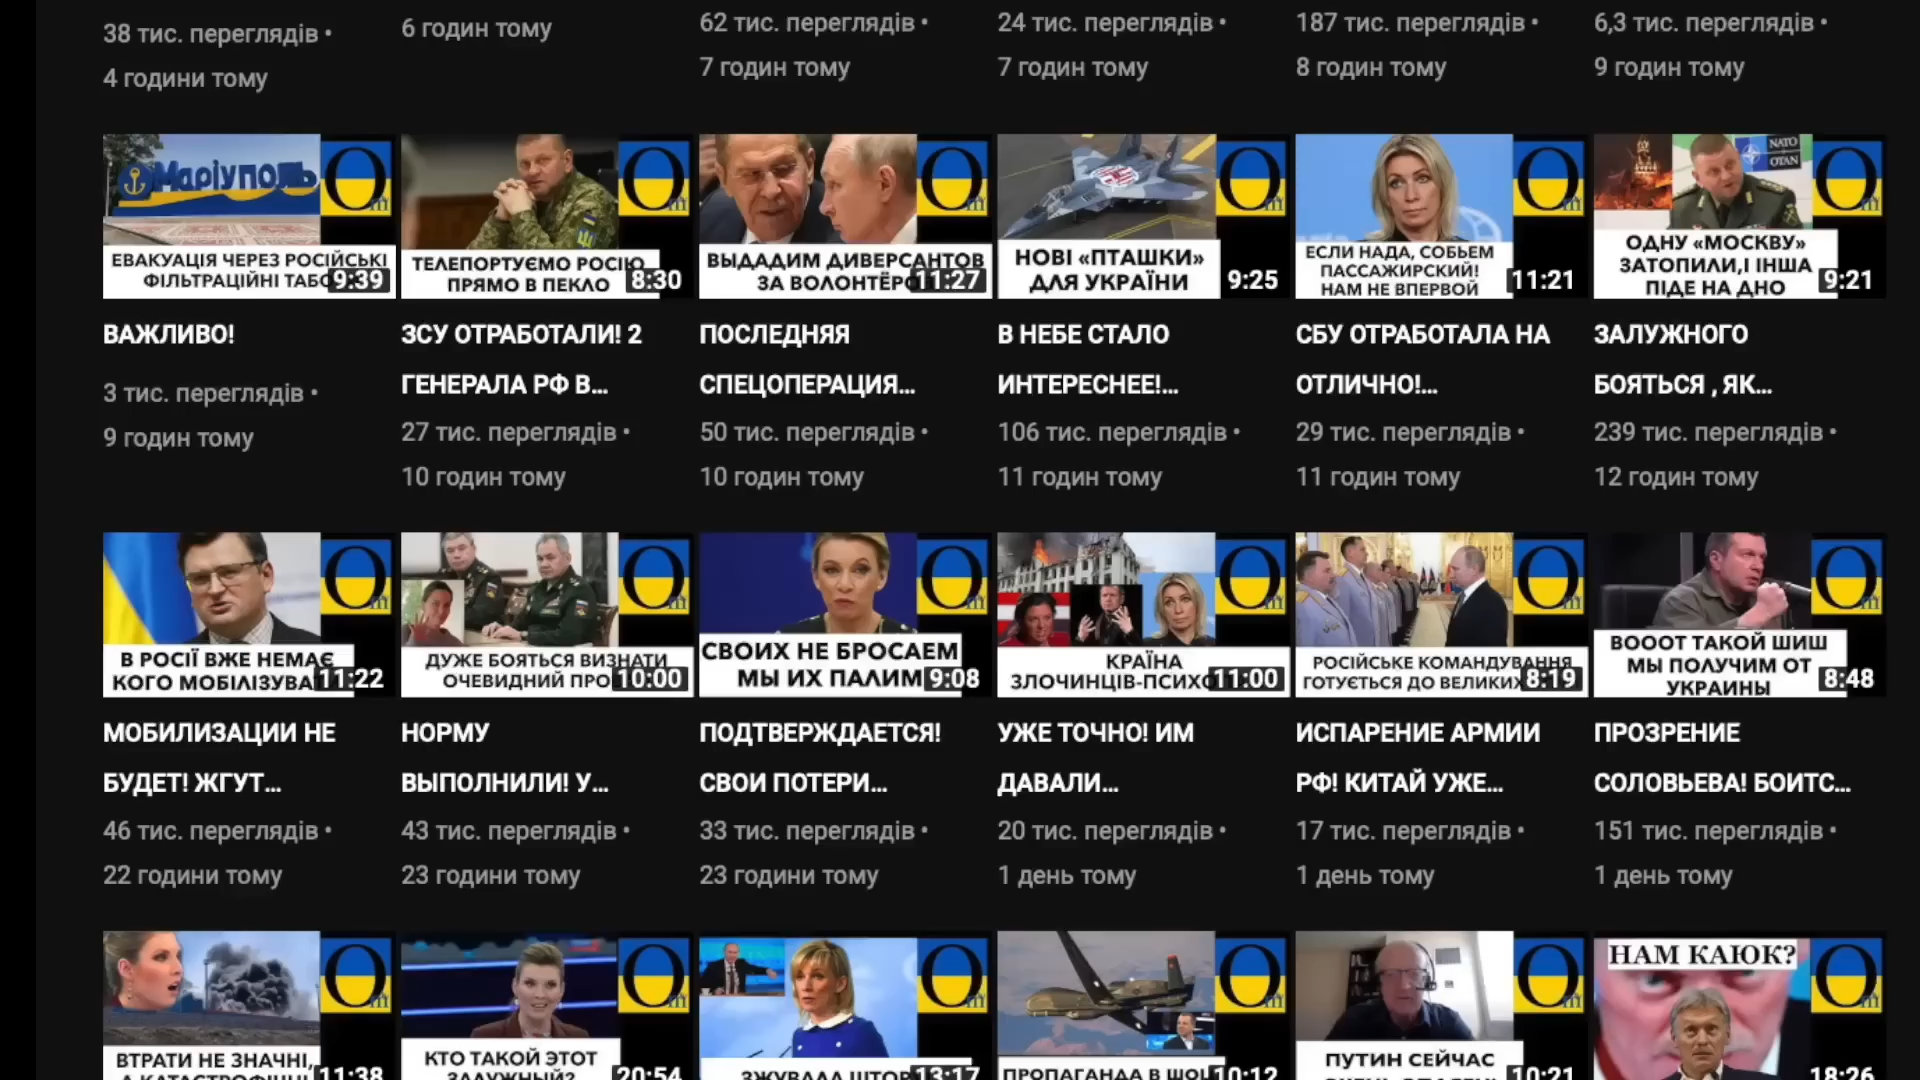 38 тис. переглядів •
4 години тому
6 годин тому
62 тис. переглядів •
7 годин тому
24 тис. переглядів •
7 годин тому
187 тис. переглядів •
8 годин тому
6,3 тис. переглядів •
9 годин тому
Маріуполь
ЕВАКУАЦІЯ ЧЕРЕЗ РОСІЙСЬКІ
ФІЛЬТРАЦІЙНІ
9:39
ВАЖЛИВО!
3 тис. переглядів •
9 годин тому
ТЕЛЕПОРТУЄМО РОСІЮ
ПРЯМО В ПЕКЛО
8:30
ЗСУ ОТРАБОТАЛИ! 2
ГЕНЕРАЛА РФ В...
27 тис. переглядів •
10 годин тому
ВЫДАДИМ ДИВЕРСАНТОВ
ЗА
11:27
ПОСЛЕДНЯЯ
СПЕЦОПЕРАЦИЯ...
50 тис. переглядів •
10 годин тому
НОВІ «ПТАШКИ»
ДЛЯ УКРАЇНИ
9:25
В НЕБЕ СТАЛО
ИНТЕРЕСНЕЕ!...
106 тис. переглядів •
11 годин тому
ЕСЛИ НАДА, СОБЬЕМ
ПАССАЖИРСКИЙ!
НАМ НЕ ВПЕРВОЙ
11:21
СБУ ОТРАБОТАЛА НА
ОТЛИЧНО!...
29 тис. переглядів •
11 годин тому
NATO
OTAN
ОДНУ «МОСКВУ»
ЗАТОПИЛИ,І ІНША
ПІДЕ НА ДНО
9:21
ЗАЛУЖНОГО
БОЯТЬСЯ , ЯК...
239 тис. переглядів •
12 годин тому
В РОСІЇ ВЖЕ НЕМАЄ
КОГО
11:22
МОБИЛИЗАЦИИ НЕ
БУДЕТ! ЖГУТ...
46 тис. переглядів •
22 години тому
ДУЖЕ БОЯТЬСЯ ВИЗНАТИ
ОЧЕВИДНИЙ
10:00
НОРМУ
ВЫПОЛНИЛИ! У...
43 тис. переглядів •
23 години тому
СВОИХ НЕ БРОСАЕМ
МЫ ИХ ПАЛИМ
9:08
ПОДТВЕРЖДАЕТСЯ!
СВОИ ПОТЕРИ...
33 тис. переглядів •
23 години тому
КРАЇНА
11:00
УЖЕ ТОЧНО! ИМ
ДАВАЛИ...
20 тис. переглядів •
1 день тому
РОСІЙСЬКЕ КОМАНДУВАННЯ
ГОТУЄТЬСЯ ДО
8:19
ИСПАРЕНИЕ АРМИИ
РФ! КИТАЙ УЖЕ...
17 тис. переглядів •
1 день тому
ВОООТ ТАКОЙ ШИШ
МЫ ПОЛУЧИМ ОТ
УКРАИНЫ
8:48
ПРОЗРЕНИЕ
СОЛОВЬЕВА! БОИТС...
151 тис. переглядів •
1 день тому
ВТРАТИ НЕ ЗНАЧНІ,
11:38
КТО ТАКОЙ ЭТОТ
ЗАЛУЖНЫЙ?
20:54
13:17
ПРОПАГАНДА В
10:12
ПУТИН СЕЙЧАС
10:21
НАМ КАЮК?
18:26